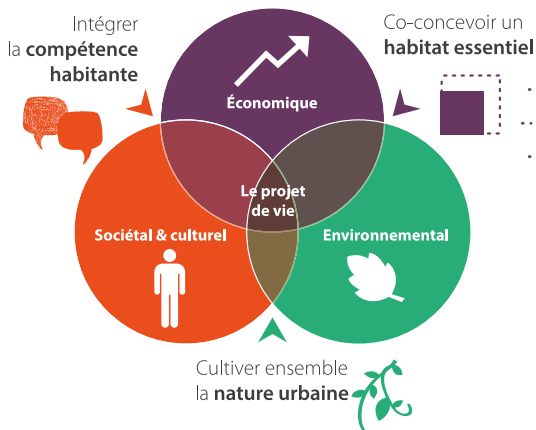 Intégrer
la compétence
habitante
Co-concevoir un
habitat essentiel
Économique
Le projet
de vie
Sociétal & culturel
Environnemental
Cultiver ensemble
la nature urbaine